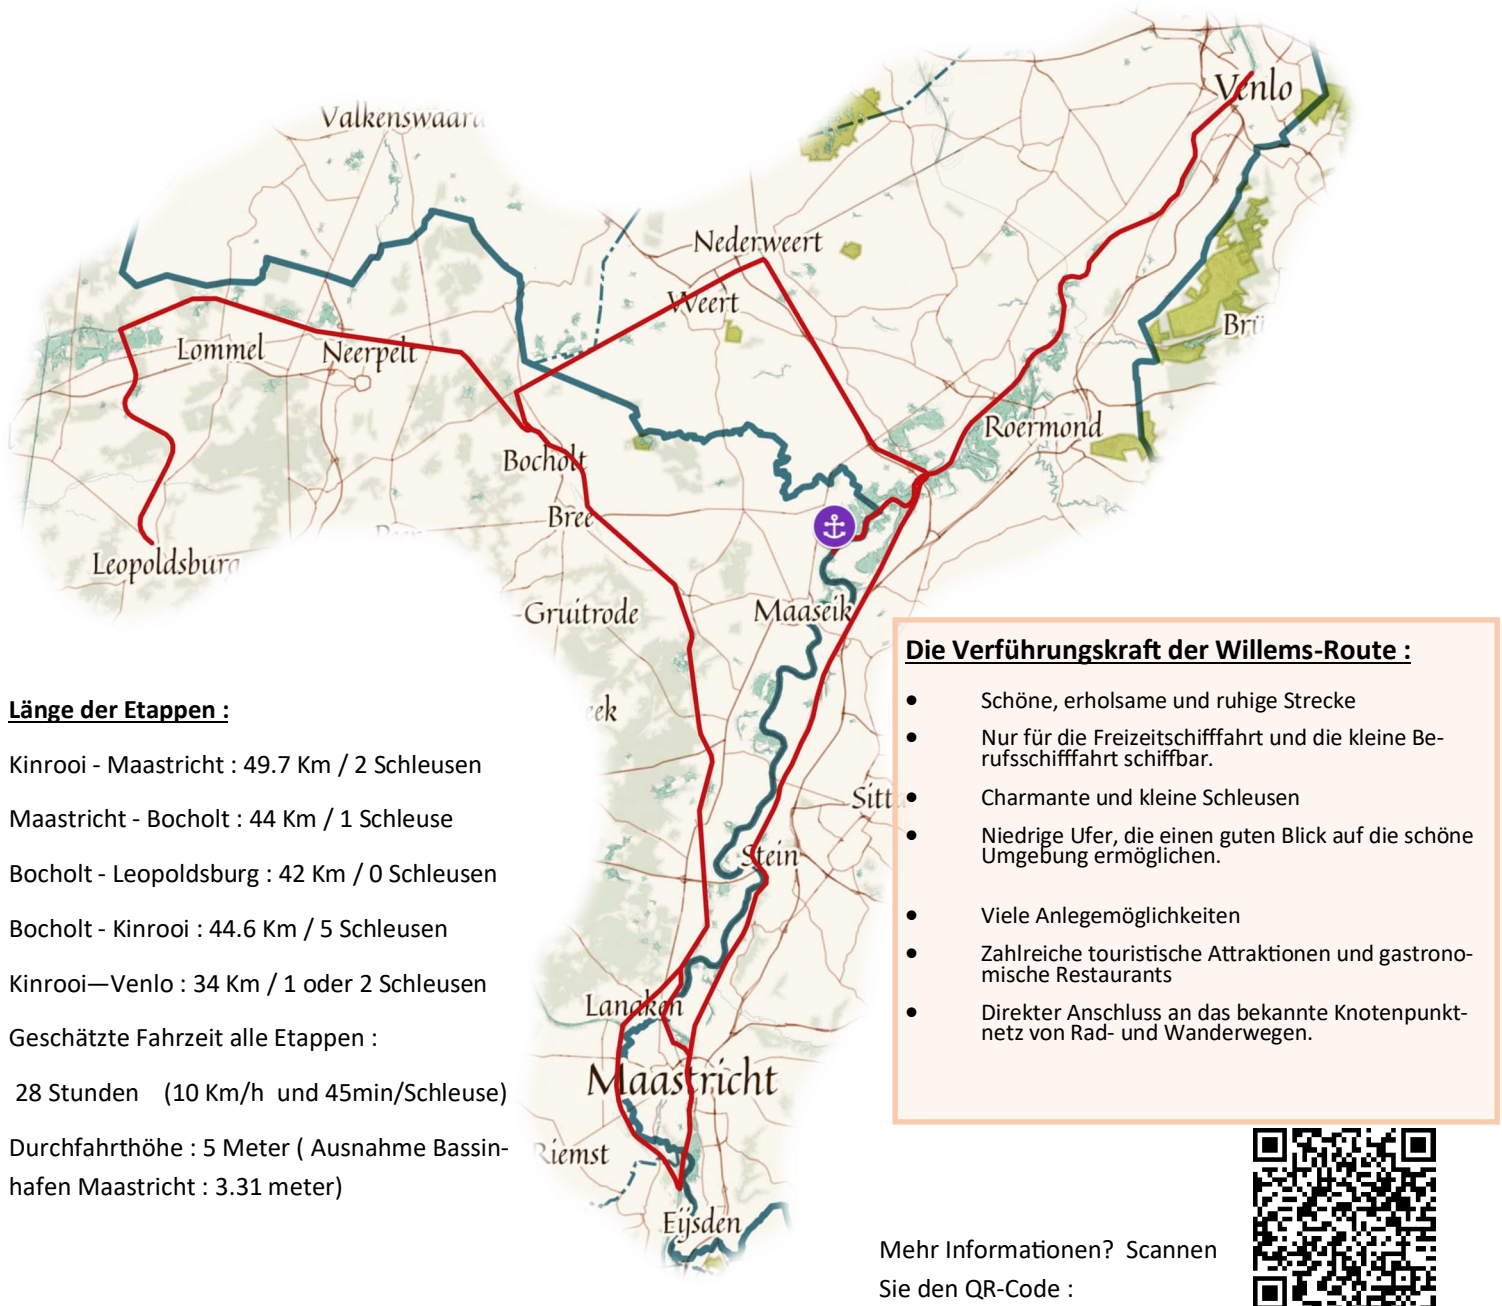 Venlo
Valkenswaard
Nederweert
Weert
Brü
Lommel
Neerpelt
Roermond
Bocholt
Bree
Leopoldsburg
Gruitrode
Maaseik
Die Verführungskraft der Willems-Route :
• Schöne, erholsame und ruhige Strecke
• Nur für die Freizeitschifffahrt und die kleine Be-
rufsschifffahrt schiffbar.
• Charmante und kleine Schleusen
• Niedrige Ufer, die einen guten Blick auf die schöne
Umgebung ermöglichen.
• Viele Anlegemöglichkeiten
• Zahlreiche touristische Attraktionen und gastrono-
mische Restaurants
• Direkter Anschluss an das bekannte Knotenpunkt-
netz von Rad- und Wanderwegen.
Länge der Etappen :
Kinrooi - Maastricht : 49.7 Km / 2 Schleusen
Maastricht - Bocholt : 44 Km / 1 Schleuse
Bocholt - Leopoldsburg : 42 Km / 0 Schleusen
Bocholt - Kinrooi : 44.6 Km / 5 Schleusen
Kinrooi—Venlo : 34 Km / 1 oder 2 Schleusen
Geschätzte Fahrzeit alle Etappen :
28 Stunden (10 Km/h und 45min/Schleuse)
Durchfahrthöhe : 5 Meter ( Ausnahme Bassin-
hafen Maastricht : 3.31 meter)
eek
Sitta
Stein
Lanaken
Maastricht
Riemst
Eijsden
Mehr Informationen? Scannen
Sie den QR-Code :